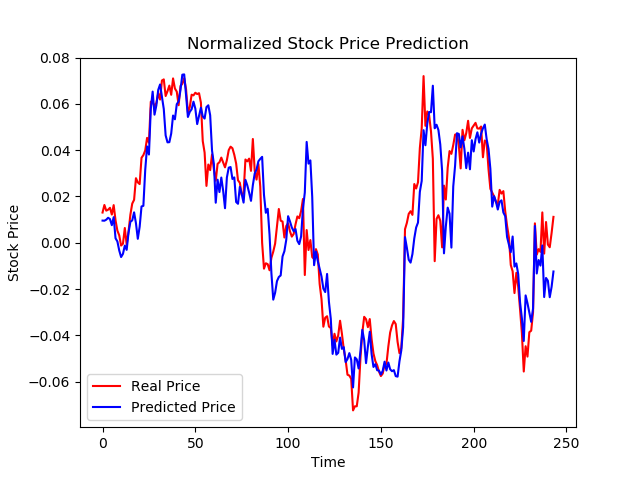 Normalized Stock Price Prediction
0.08
0.06
0.04
0.02
0.00
−0.02
−0.04
−0.06
Stock Price
Real Price
Predicted Price
0 50 100 150 200 250
Time